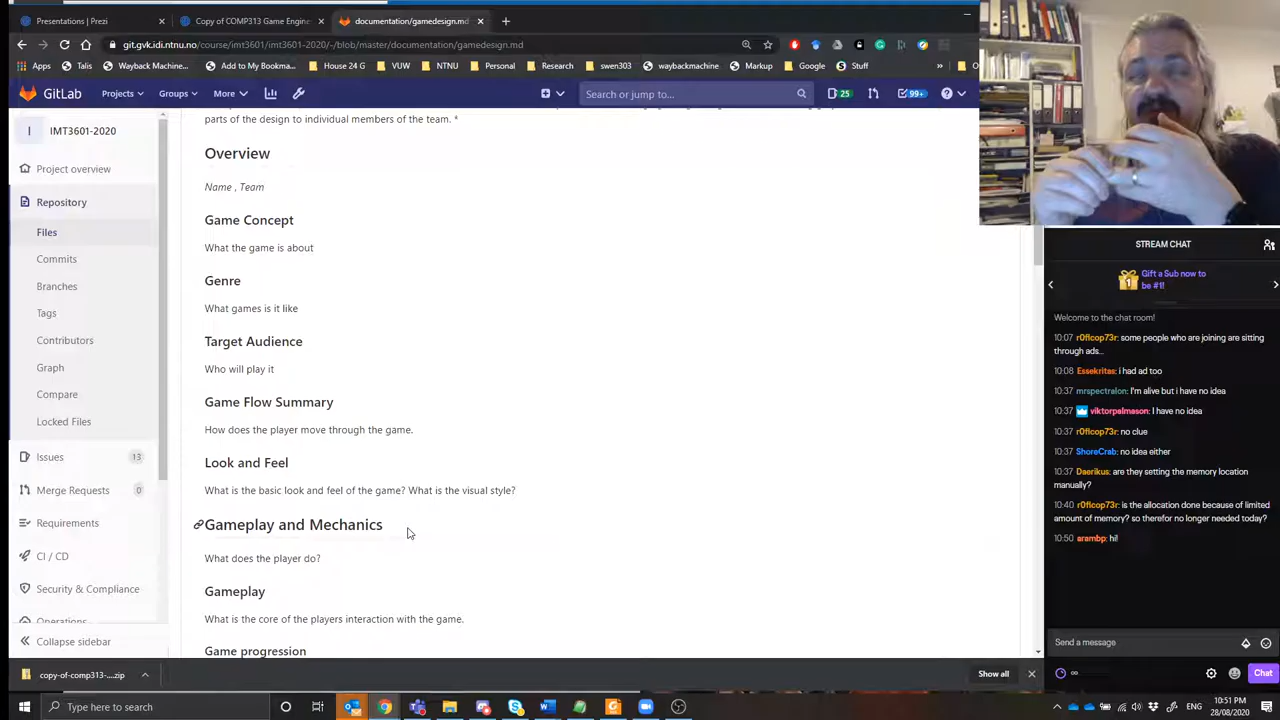 Presentations | Prezi
Copy of COMP313 Game Engine
documentation/gamedesign.md
git.gvk.idi.ntnu.no/course/imt3601/imt3601-2020/-/blob/master/documentation/gamedesign.md
Apps
Talis
Wayback Machine...
Add to My Bookma...
House 24 G
VUW
NTNU
Personal
Research
swen303
waybackmachine
Markup
Google
Stuff
»
GitLab
Projects
Groups
More
Search or jump to...
25
99+
I
IMT3601-2020
Project overview
Repository
Files
Commits
Branches
Tags
Contributors
Graph
Compare
Locked Files
Issues
13
Merge Requests
0
Requirements
CI / CD
Security & Compliance
Operations
Collapse sidebar
parts of the design to individual members of the team. *
Overview
Name , Team
Game Concept
What the game is about
Genre
What games is it like
Target Audience
Who will play it
Game Flow Summary
How does the player move through the game.
Look and Feel
What is the basic look and feel of the game? What is the visual style?
Gameplay and Mechanics
What does the player do?
Gameplay
What is the core of the players interaction with the game.
Game progression
STREAM CHAT
1
Gift a Sub now to
be #1!
Welcome to the chat room!
10:07 r0flcop73r: some people who are joining are sitting
through ads...
10:08 Essekritas: i had ad too
10:37 mrspectralon: I'm alive but i have no idea
10:37 viktorpalmason: I have no idea
10:37 r0flcop73r: no clue
10:37 ShoreCrab: no idea either
10:37 Daerikus: are they setting the memory location
manually?
10:40 r0flcop73r: is the allocation done because of limited
amount of memory? so therefor no longer needed today?
10:50 arambp: hi!
Send a message
∞
Chat
copy-of-comp313-....zip
Show all
Type here to search
10:51 PM
28/08/2020